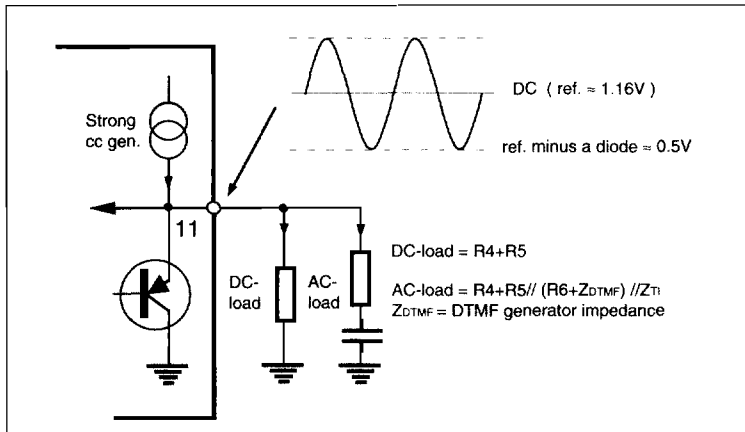 DC ( ref. ≈ 1.16V )
Strong
cc gen.
ref. minus a diode ≈ 0.5V
11
DC-load = R4+R5
DC-
load
AC-
load
AC-load = R4+R5// (R6+ZDTMF) //ZTI
ZDTMF = DTMF generator impedance